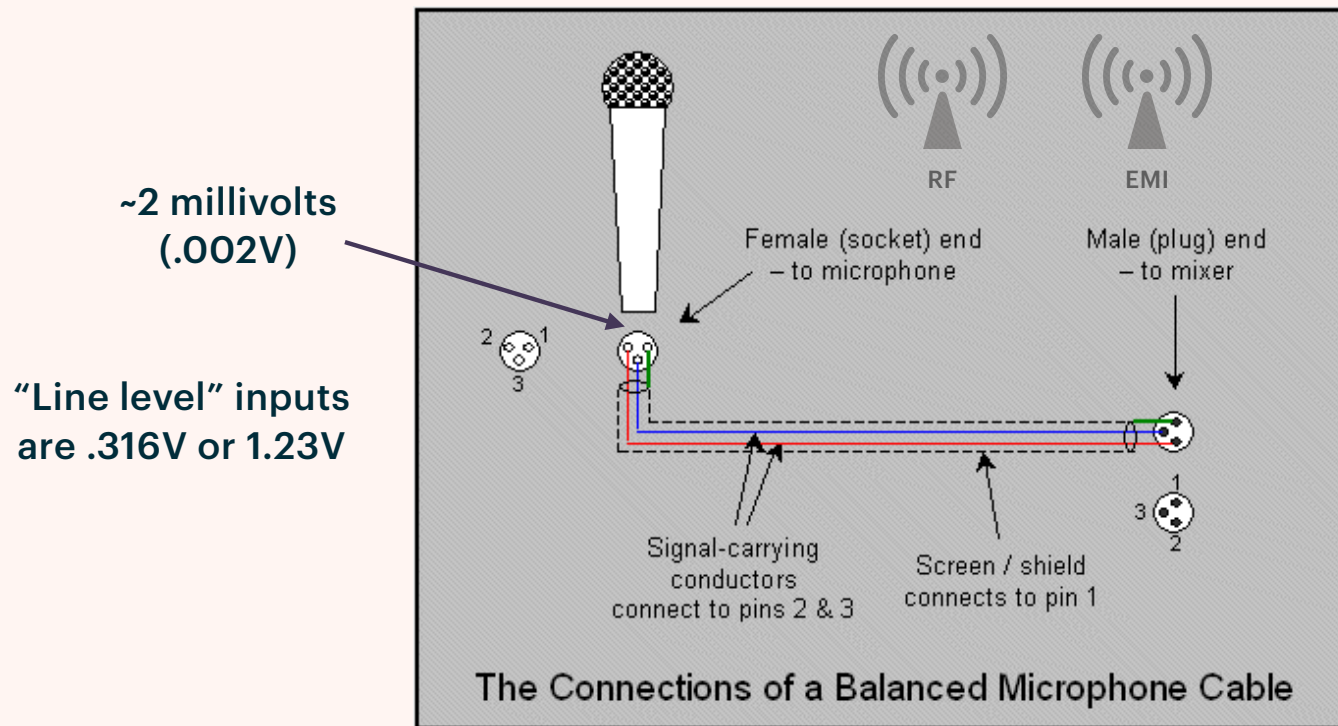 ~2 millivolts
(.002V)
“Line level” inputs
are .316V or 1.23V
RF
EMI
Female (socket) end
– to microphone
Male (plug) end
– to mixer
2
1
3
1
3
2
Signal-carrying
conductors
connect to pins 2 & 3
Screen / shield
connects to pin 1
The Connections of a Balanced Microphone Cable